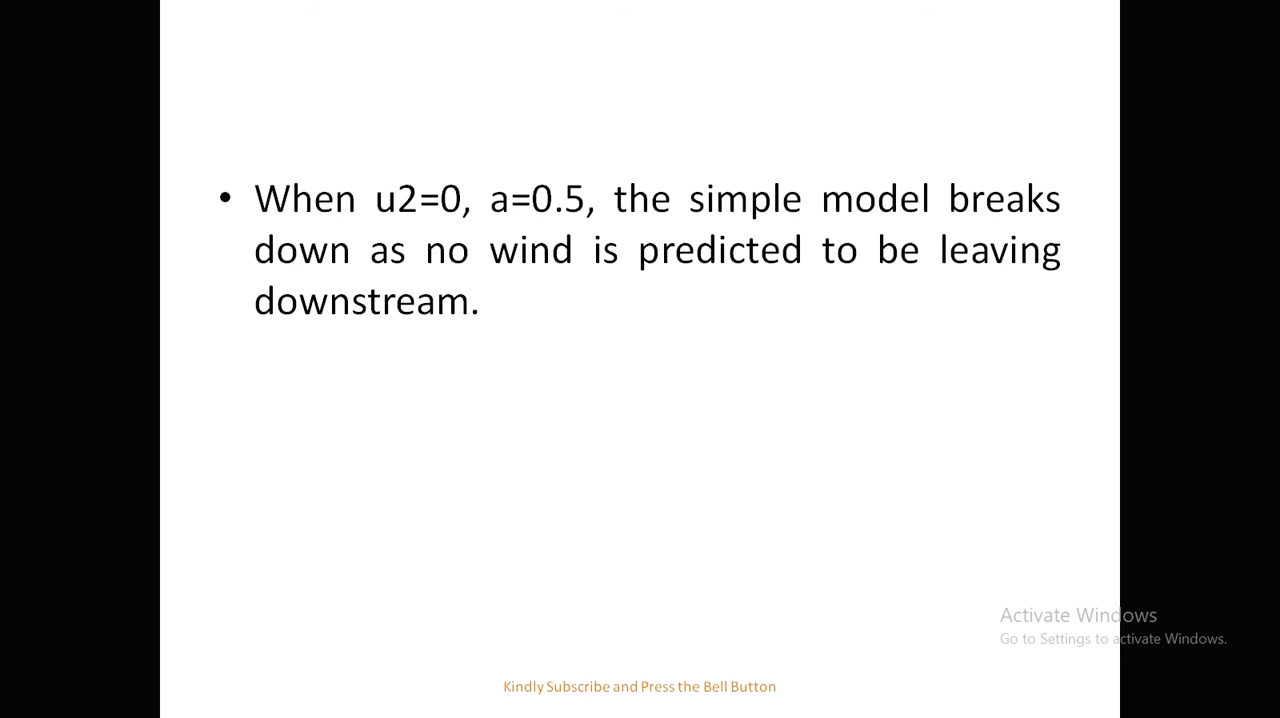 • When u2=0, a=0.5, the simple model breaks
down as no wind is predicted to be leaving
downstream.
Activate Windows
Go to Settings to activate Windows.
Kindly Subscribe and Press the Bell Button